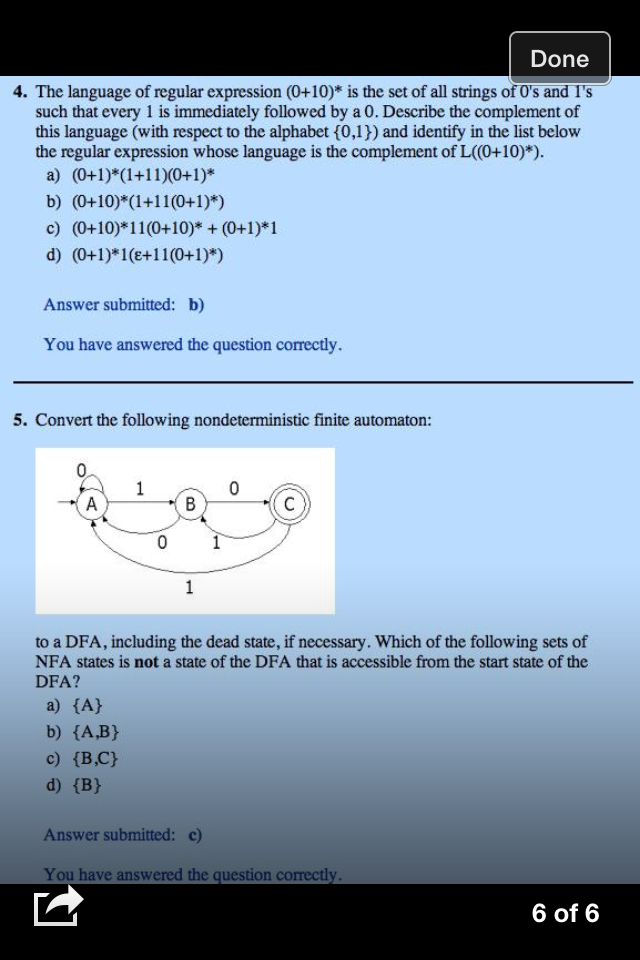 Done
4. The language of regular expression (0+10)* is the set of all strings of 0's and 1's
such that every 1 is immediately followed by a 0. Describe the complement of
this language (with respect to the alphabet {0,1}) and identify in the list below
the regular expression whose language is the complement of L((0+10)*).
a) (0+1)*(1+11)(0+1)*
b) (0+10)*(1+11(0+1)*)
c) (0+10)*11(0+10)* + (0+1)*1
d) (0+1)*1(ε+11(0+1)*)
Answer submitted: b)
You have answered the question correctly.
5. Convert the following nondeterministic finite automaton:
0
1
0
A
B
C
0
1
1
to a DFA, including the dead state, if necessary. Which of the following sets of
NFA states is not a state of the DFA that is accessible from the start state of the
DFA?
a) {A}
b) {A,B}
c) {B,C}
d) {B}
Answer submitted: c)
You have answered the question correctly.
6 of 6